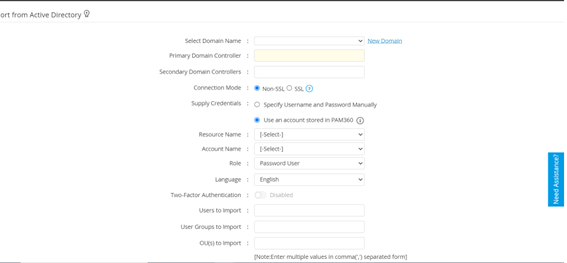 ort from Active Directory
Select Domain Name : New Domain
Primary Domain Controller :
Secondary Domain Controllers :
Connection Mode : Non-SSL SSL ?
Supply Credentials : Specify Username and Password Manually
Use an account stored in PAM360
Resource Name : [-Select-]
Account Name : [-Select-]
Role : Password User
Language : English
Two-Factor Authentication : Disabled
Users to Import :
User Groups to Import :
OU(s) to Import :
[Note:Enter multiple values in comma(',') separated form]
Need Assistance?